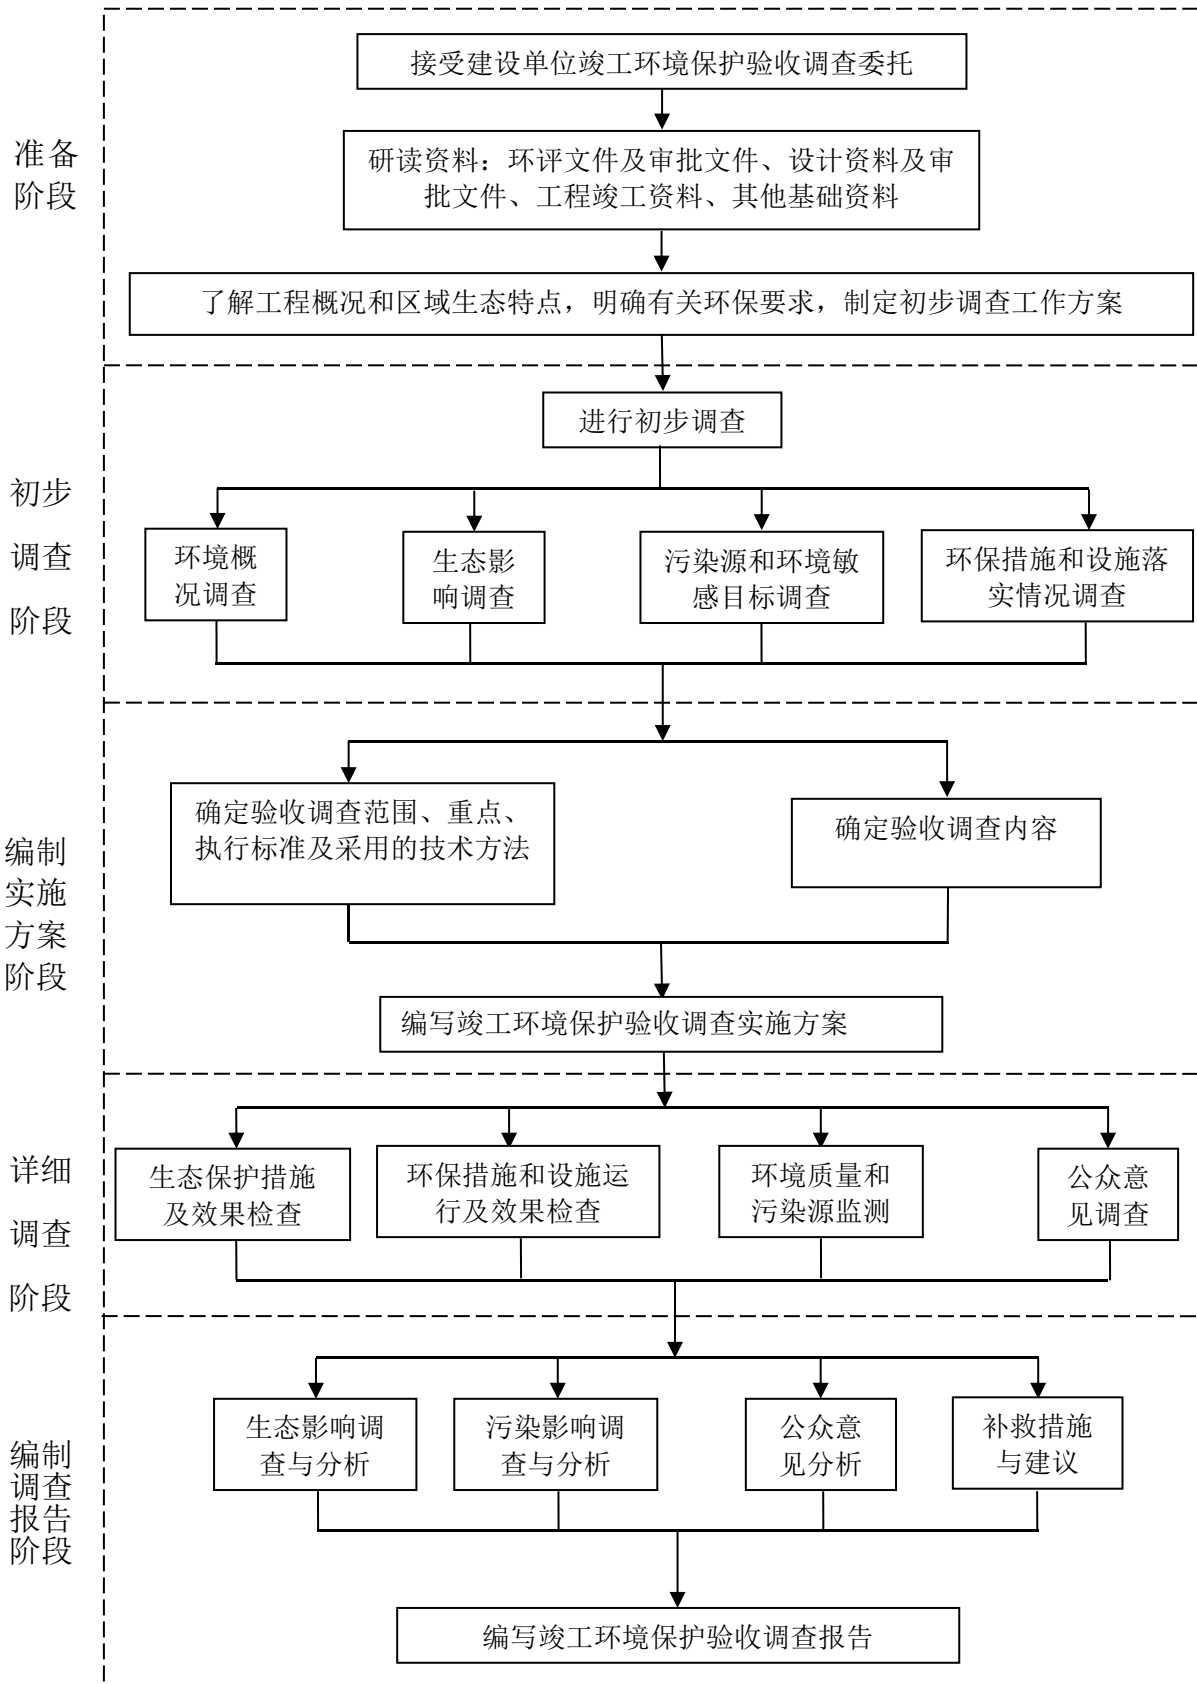 接受建设单位竣工环境保护验收调查委托
准备
阶段
研读资料：环评文件及审批文件、设计资料及审
批文件、工程竣工资料、其他基础资料
了解工程概况和区域生态特点，明确有关环保要求，制定初步调查工作方案
初步
调查
阶段
进行初步调查
环境概
况调查
生态影
响调查
污染源和环境敏
感目标调查
环保措施和设施落
实情况调查
编制
实施
方案
阶段
确定验收调查范围、重点、
执行标准及采用的技术方法
确定验收调查内容
编写竣工环境保护验收调查实施方案
详细
调查
阶段
生态保护措施
及效果检查
环保措施和设施运
行及效果检查
环境质量和
污染源监测
公众意
见调查
编制
调查
报告
阶段
生态影响调
查与分析
污染影响调
查与分析
公众意
见分析
补救措施
与建议
编写竣工环境保护验收调查报告